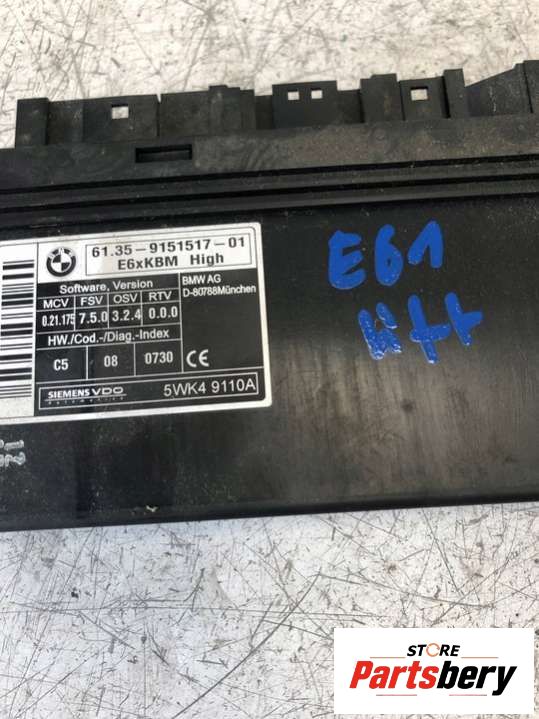 61.35-9151517-01
E6xKBM High
Software, Version
MCV FSV OSV RTV
0.21.175 7.5.0 3.2.4 0.0.0
BMW AG
D-80788München
HW./Cod-./Diag.-Index
C5 08 0730 CE
SIEMENS VDO
Automotive
5WK4 9110A
E61
STORE
Partsbery